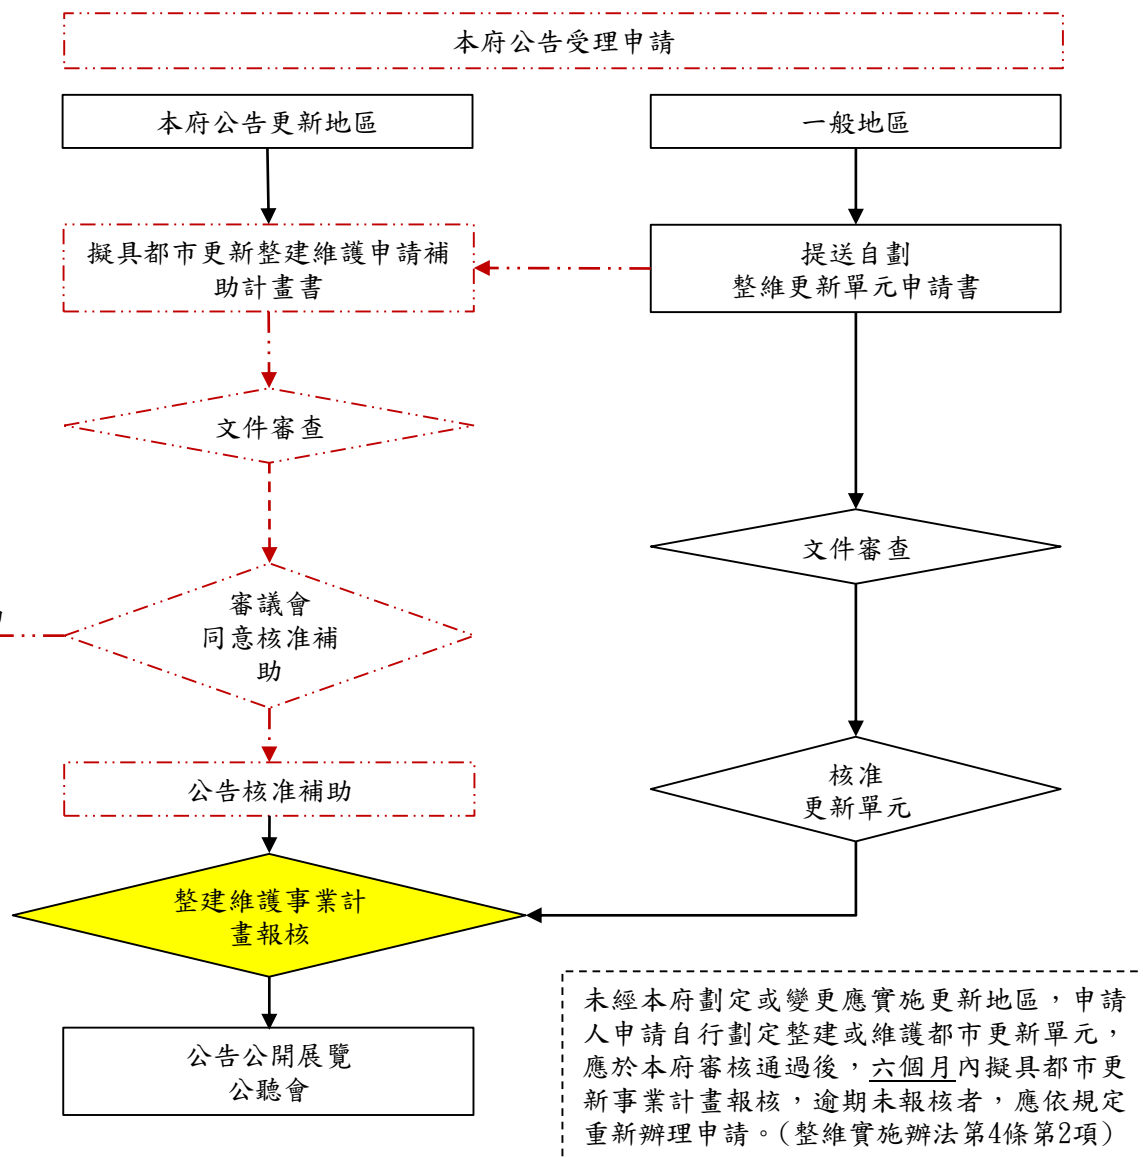 本府公告受理申請
本府公告更新地區
一般地區
擬具都市更新整建維護申請補
助計畫書
提送自劃
整維更新單元申請書
文件審查
文件審查
審議會
同意核准補
助
公告核准補助
核准
更新單元
整建維護事業計
畫報核
公告公開展覽
公聽會
未經本府劃定或變更應實施更新地區，申請
人申請自行劃定整建或維護都市更新單元，
應於本府審核通過後，六個月內擬具都市更
新事業計畫報核，逾期未報核者，應依規定
重新辦理申請。(整維實施辦法第4條第2項)